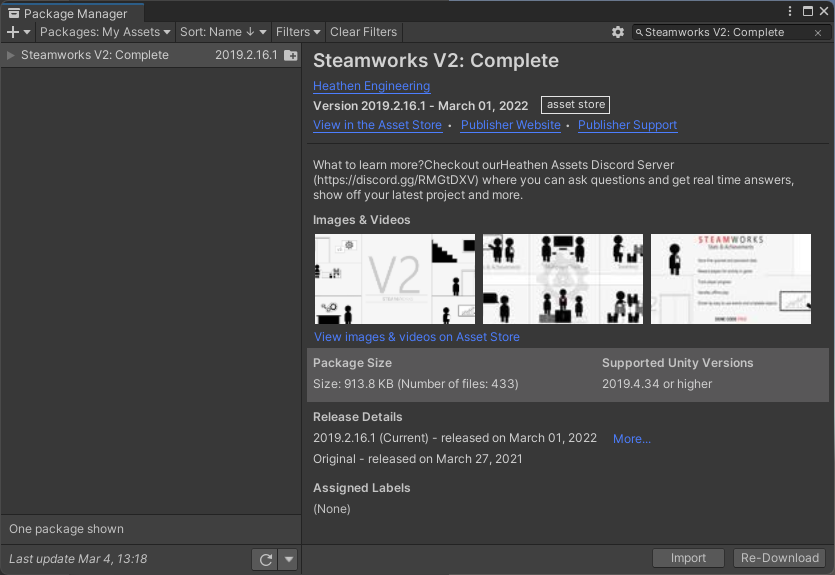 Package Manager
Packages: My Assets
Sort: Name ↓
Filters
Clear Filters
Steamworks V2: Complete
Steamworks V2: Complete 2019.2.16.1
Steamworks V2: Complete
Heathen Engineering
Version 2019.2.16.1 - March 01, 2022 asset store
View in the Asset Store • Publisher Website • Publisher Support
What to learn more?Checkout ourHeathen Assets Discord Server
(https://discord.gg/RMGtDXV) where you can ask questions and get real time answers,
show off your latest project and more.
Images & Videos
V2
STEAMWORKS
View images & videos on Asset Store
Package Size
Size: 913.8 KB (Number of files: 433)
Supported Unity Versions
2019.4.34 or higher
Release Details
2019.2.16.1 (Current) - released on March 01, 2022 More...
Original - released on March 27, 2021
Assigned Labels
(None)
One package shown
Last update Mar 4, 13:18
Import
Re-Download